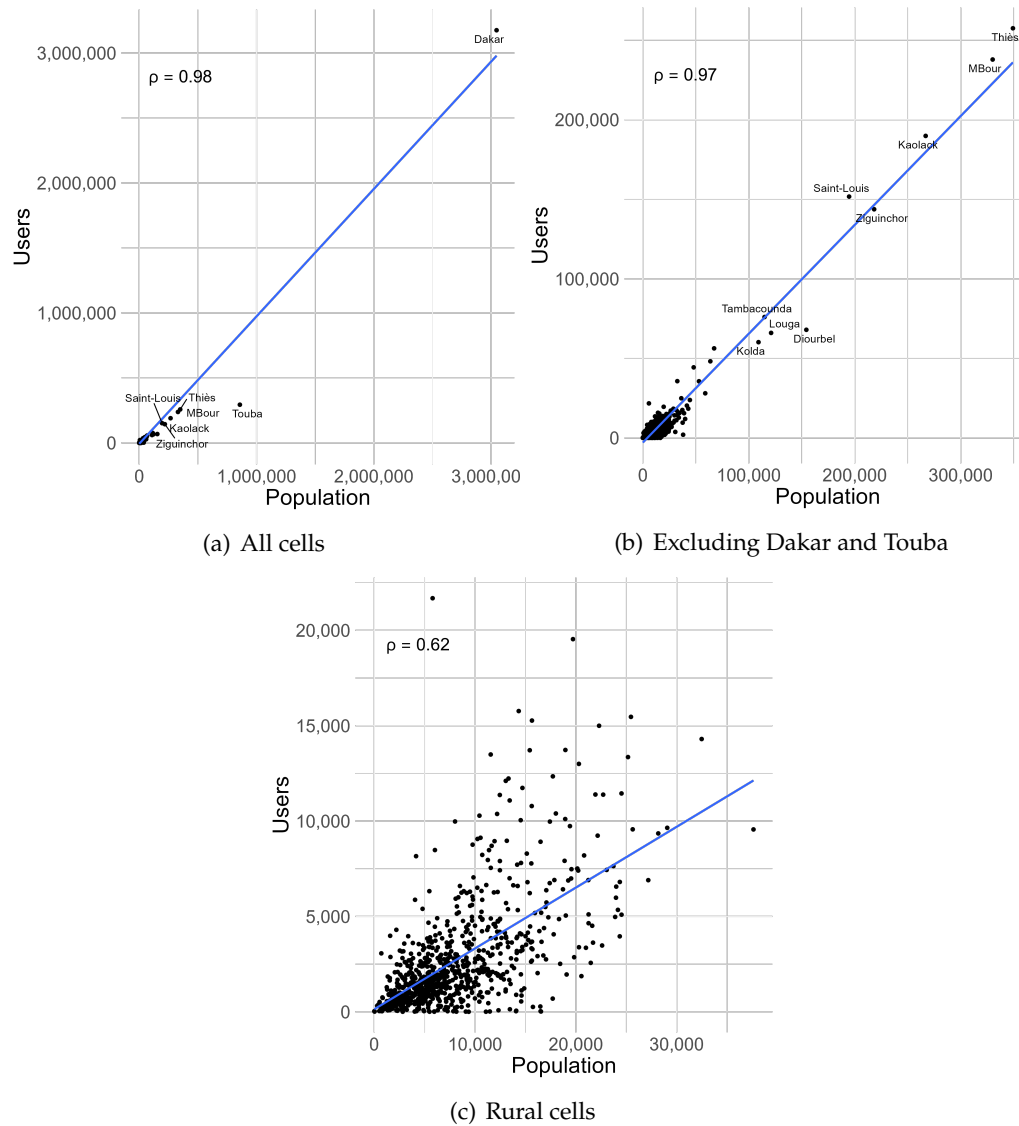 3,000,000
2,000,000
1,000,000
0
Users
ρ = 0.98
Dakar
Saint-Louis
Thiès
MBour
Touba
Kaolack
Ziguinchor
0
1,000,000
2,000,000
3,000,00
Population
(a) All cells
200,000
100,000
0
Users
ρ = 0.97
Thiès
MBour
Kaolack
Saint-Louis
Ziguinchor
Tambacounda
Louga
Diourbel
Kolda
0
100,000
200,000
300,000
Population
(b) Excluding Dakar and Touba
20,000
15,000
10,000
5,000
0
Users
ρ = 0.62
0
10,000
20,000
30,000
Population
(c) Rural cells